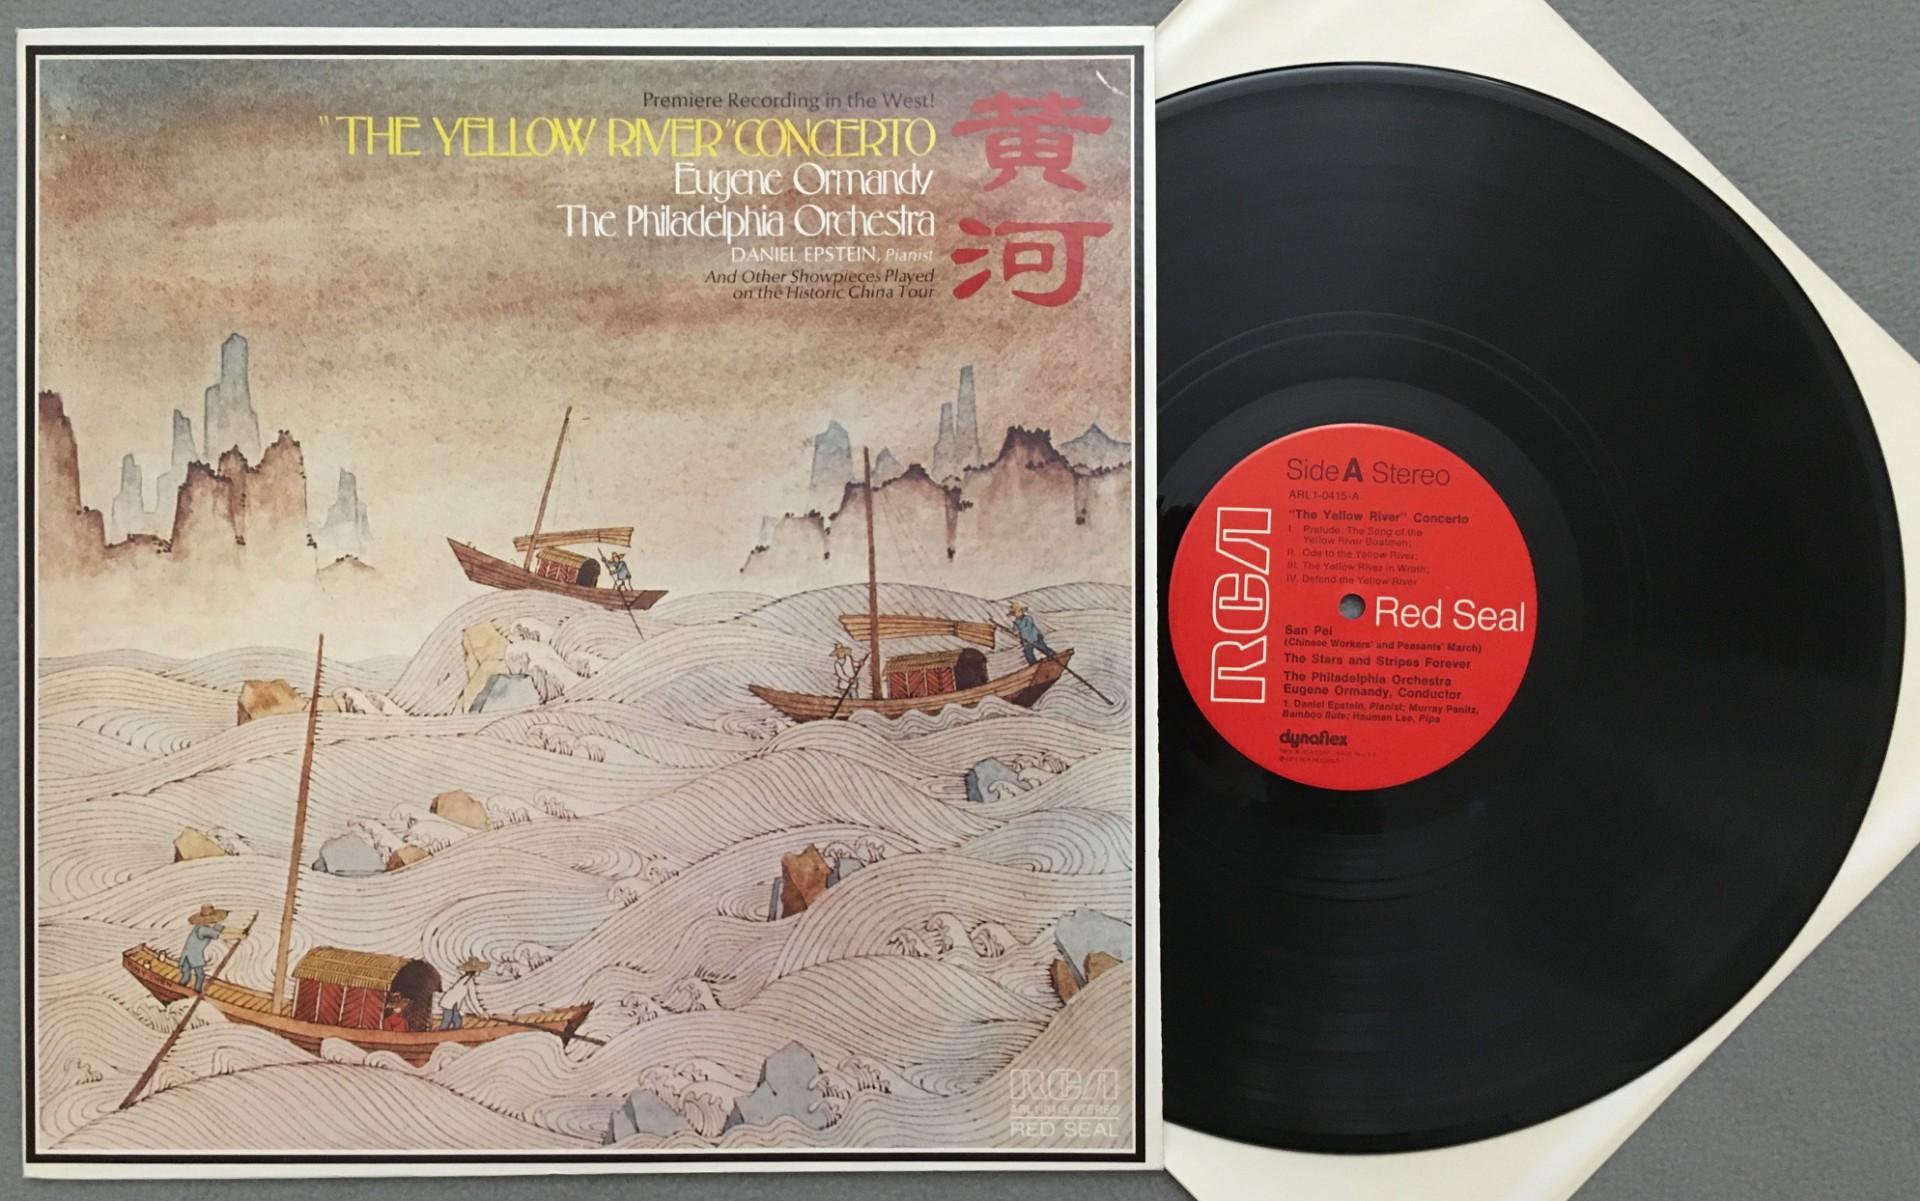 Premiere Recording in the West!
"THE YELLOW RIVER" CONCERTO
Eugene Ormandy
The Philadelphia Orchestra
DANIEL EPSTEIN, Pianist
And Other Showpieces Played
on the Historic China Tour
黄
河
RCA
ARL1-0415 STEREO
RED SEAL
RCA
Side A Stereo
ARL1-0415-A
"The Yellow River" Concerto
I. Prelude: The Song of the
Yellow River Boatmen;
II. Ode to the Yellow River;
III. The Yellow River in Wrath;
IV. Defend the Yellow River
Red Seal
San Pei
(Chinese Workers' and Peasants' March)
The Stars and Stripes Forever
The Philadelphia Orchestra
Eugene Ormandy, Conductor
1. Daniel Epstein, Pianist; Murray Panitz,
Bamboo flute; Hauman Lee, Pipa
dynaflex